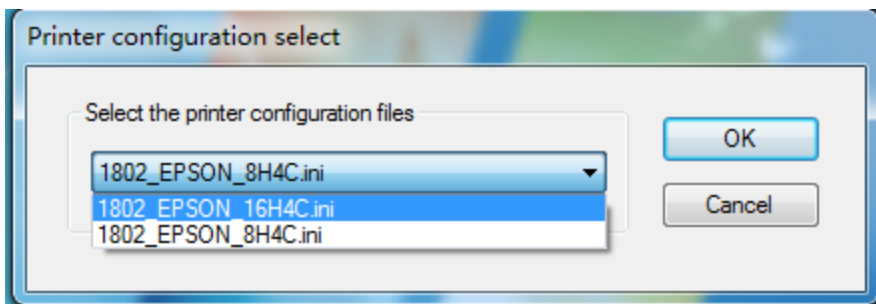 Printer configuration select
Select the printer configuration files
OK
1802_EPSON_8H4C.ini
1802_EPSON_16H4C.ini
Cancel
1802_EPSON_8H4C.ini